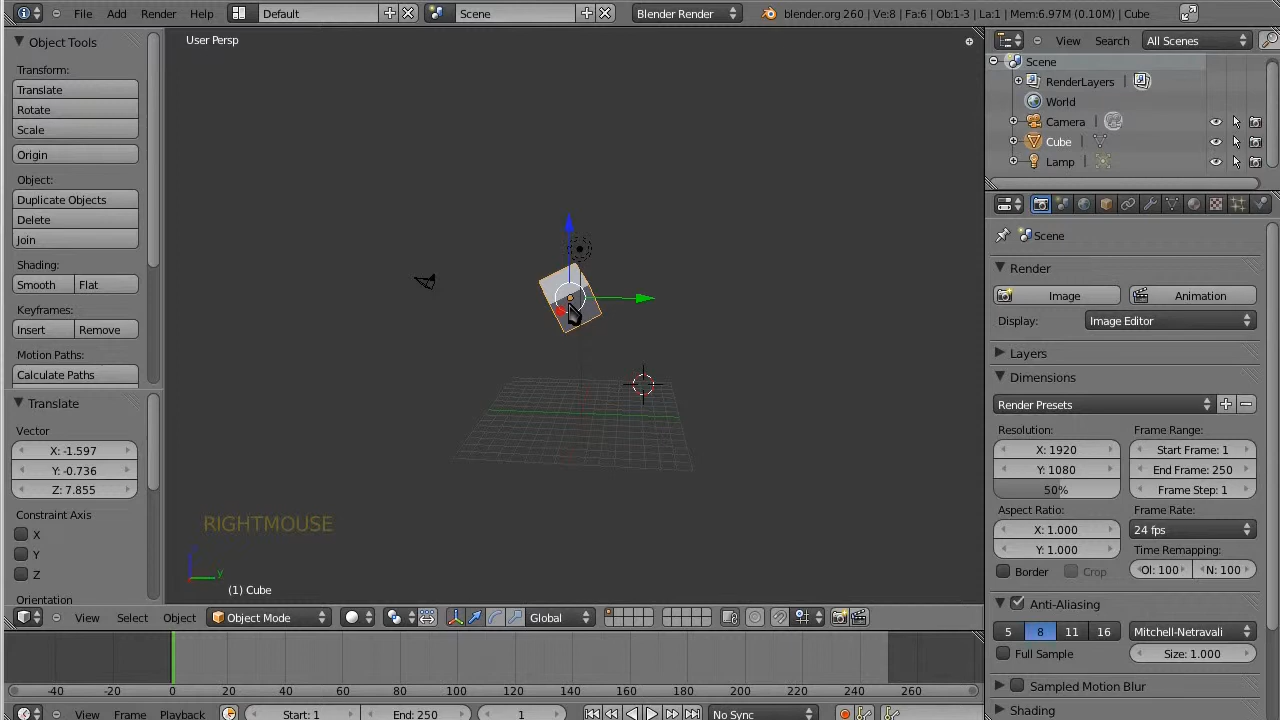 File Add Render Help Default Scene Blender Render blender.org 260 | Ve:8 | Fa:6 | Ob:1-3 | La:1 | Mem:6.97M (0.10M) | Cube
Object Tools
Transform:
Translate
Rotate
Scale
Origin
Object:
Duplicate Objects
Delete
Join
Shading:
Smooth Flat
Keyframes:
Insert Remove
Motion Paths:
Calculate Paths
Translate
Vector
X: -1.597
Y: -0.736
Z: 7.855
Constraint Axis
X
Y
Z
Orientation
User Persp
RIGHTMOUSE
z
y
(1) Cube
View Select Object Object Mode Global
-40 -20 0 20 40 60 80 100 120 140 160 180 200 220 240 260
View Frame Playback Start: 1 End: 250 1 No Sync
View Search All Scenes
Scene
RenderLayers |
World
Camera |
Cube |
Lamp |
Scene
Render
Image Animation
Display: Image Editor
Layers
Dimensions
Render Presets
Resolution: Frame Range:
X: 1920 Start Frame: 1
Y: 1080 End Frame: 250
50% Frame Step: 1
Aspect Ratio: Frame Rate:
X: 1.000 24 fps
Y: 1.000 Time Remapping:
Border Crop Ol: 100 N: 100
Anti-Aliasing
5 8 11 16 Mitchell-Netravali
Full Sample Size: 1.000
Sampled Motion Blur
Shading